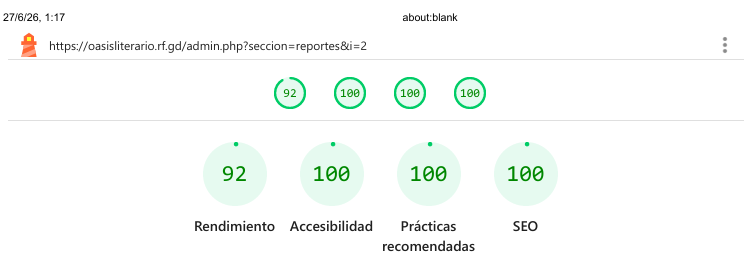 27/6/26, 1:17
about:blank
https://oasisliterario.rf.gd/admin.php?seccion=reportes&i=2
92 100 100 100
92 100 100 100
Rendimiento Accesibilidad Prácticas recomendadas SEO